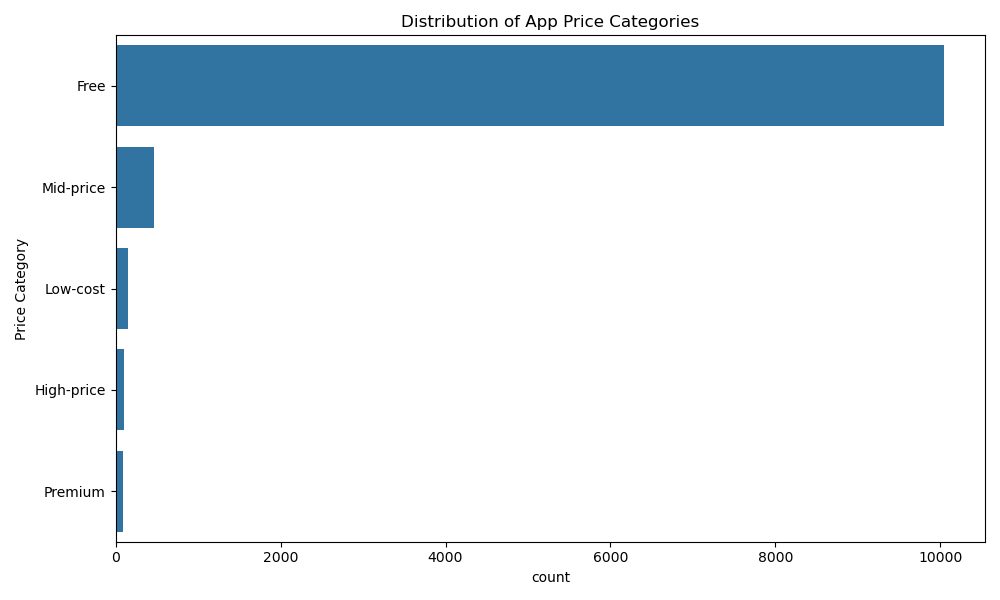 Distribution of App Price Categories
Price Category
Free
Mid-price
Low-cost
High-price
Premium
0 2000 4000 6000 8000 10000
count